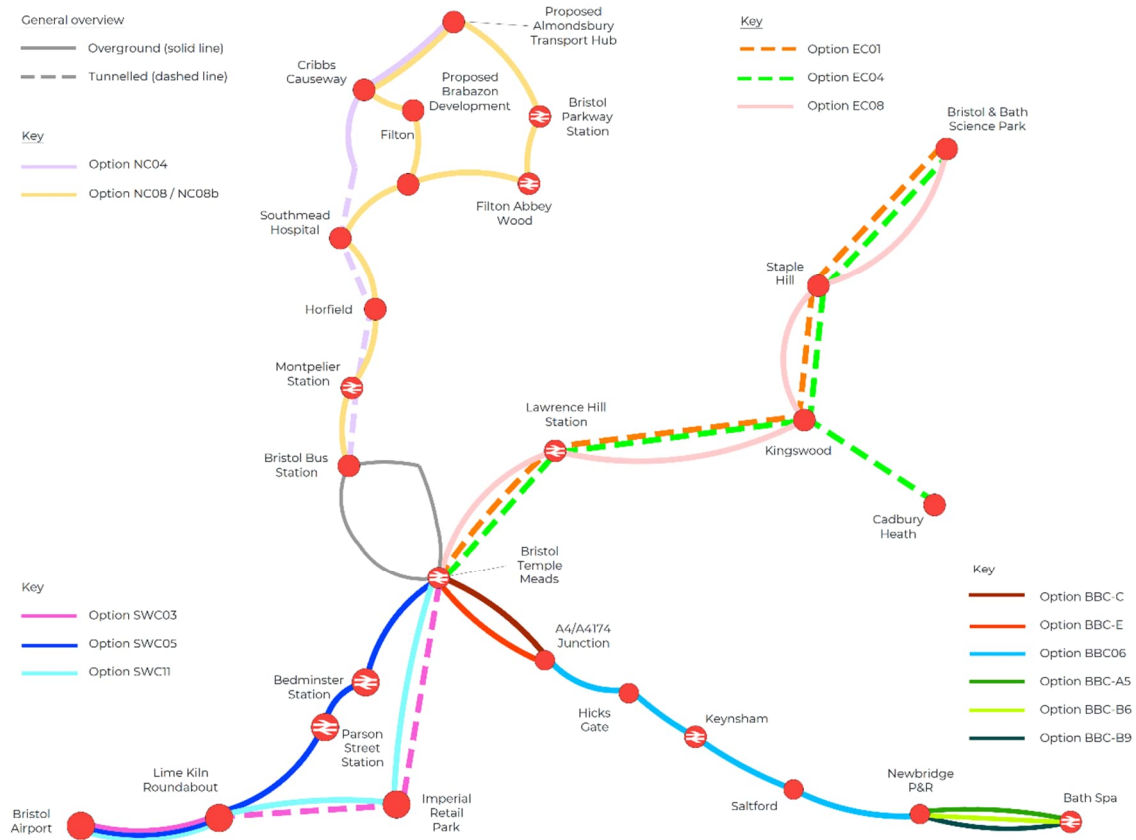 General overview
Overground (solid line)
Tunnelled (dashed line)
Key
Option NC04
Option NC08 / NC08b
Proposed
Almondsbury
Transport Hub
Cribbs
Causeway
Proposed
Brabazon
Development
Filton
Bristol
Parkway
Station
Filton Abbey
Wood
Southmead
Hospital
Horfield
Montpelier
Station
Bristol Bus
Station
Key
Option EC01
Option EC04
Option EC08
Bristol & Bath
Science Park
Staple
Hill
Lawrence Hill
Station
Kingswood
Cadbury
Heath
Bristol
Temple
Meads
Key
Option SWC03
Option SWC05
Option SWC11
Bedminster
Station
Parson
Street
Station
Lime Kiln
Roundabout
Imperial
Retail
Park
Bristol
Airport
A4/A4174
Junction
Hicks
Gate
Keynsham
Saltford
Newbridge
P&R
Bath Spa
Key
Option BBC-C
Option BBC-E
Option BBC06
Option BBC-A5
Option BBC-B6
Option BBC-B9